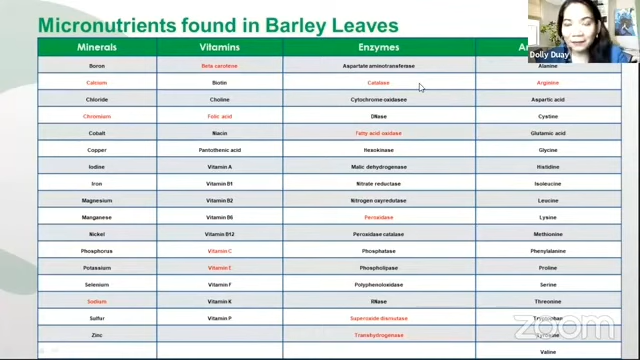 Micronutrients found in Barley Leaves
Dolly Duay
Minerals Vitamins Enzymes
Boron Beta carotene Aspartate aminotransferase Alanine
Calcium Biotin Catalase Arginine
Chloride Choline Cytochrome oxidasee Aspartic acid
Chromium Folic acid DNase Cystine
Cobalt Niacin Fatty acid oxidase Glutamic acid
Copper Pantothenic acid Hexokinase Glycine
Iodine Vitamin A Malic dehydrogenase Histidine
Iron Vitamin B1 Nitrate reductase Isoleucine
Magnesium Vitamin B2 Nitrogen oxyredutase Leucine
Manganese Vitamin B6 Peroxidase Lysine
Nickel Vitamin B12 Peroxidase catalase Methionine
Phosphorus Vitamin C Phosphatase Phenylalanine
Potassium Vitamin E Phospholipase Proline
Selenium Vitamin F Polyphenoloxidase Serine
Sodium Vitamin K RNase Threonine
Sulfur Vitamin P Superoxide dismutase Tryptophan
Zinc Transhydrogenase Tyrosine
Valine
zoom